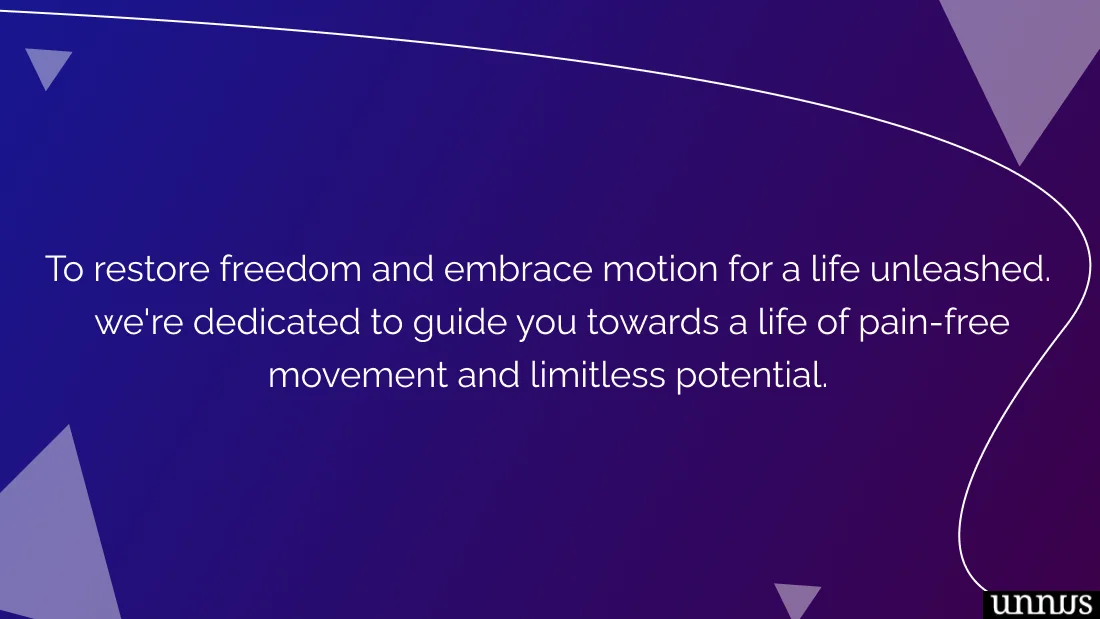 To restore freedom and embrace motion for a life unleashed.
we're dedicated to guide you towards a life of pain-free
movement and limitless potential.
unnus